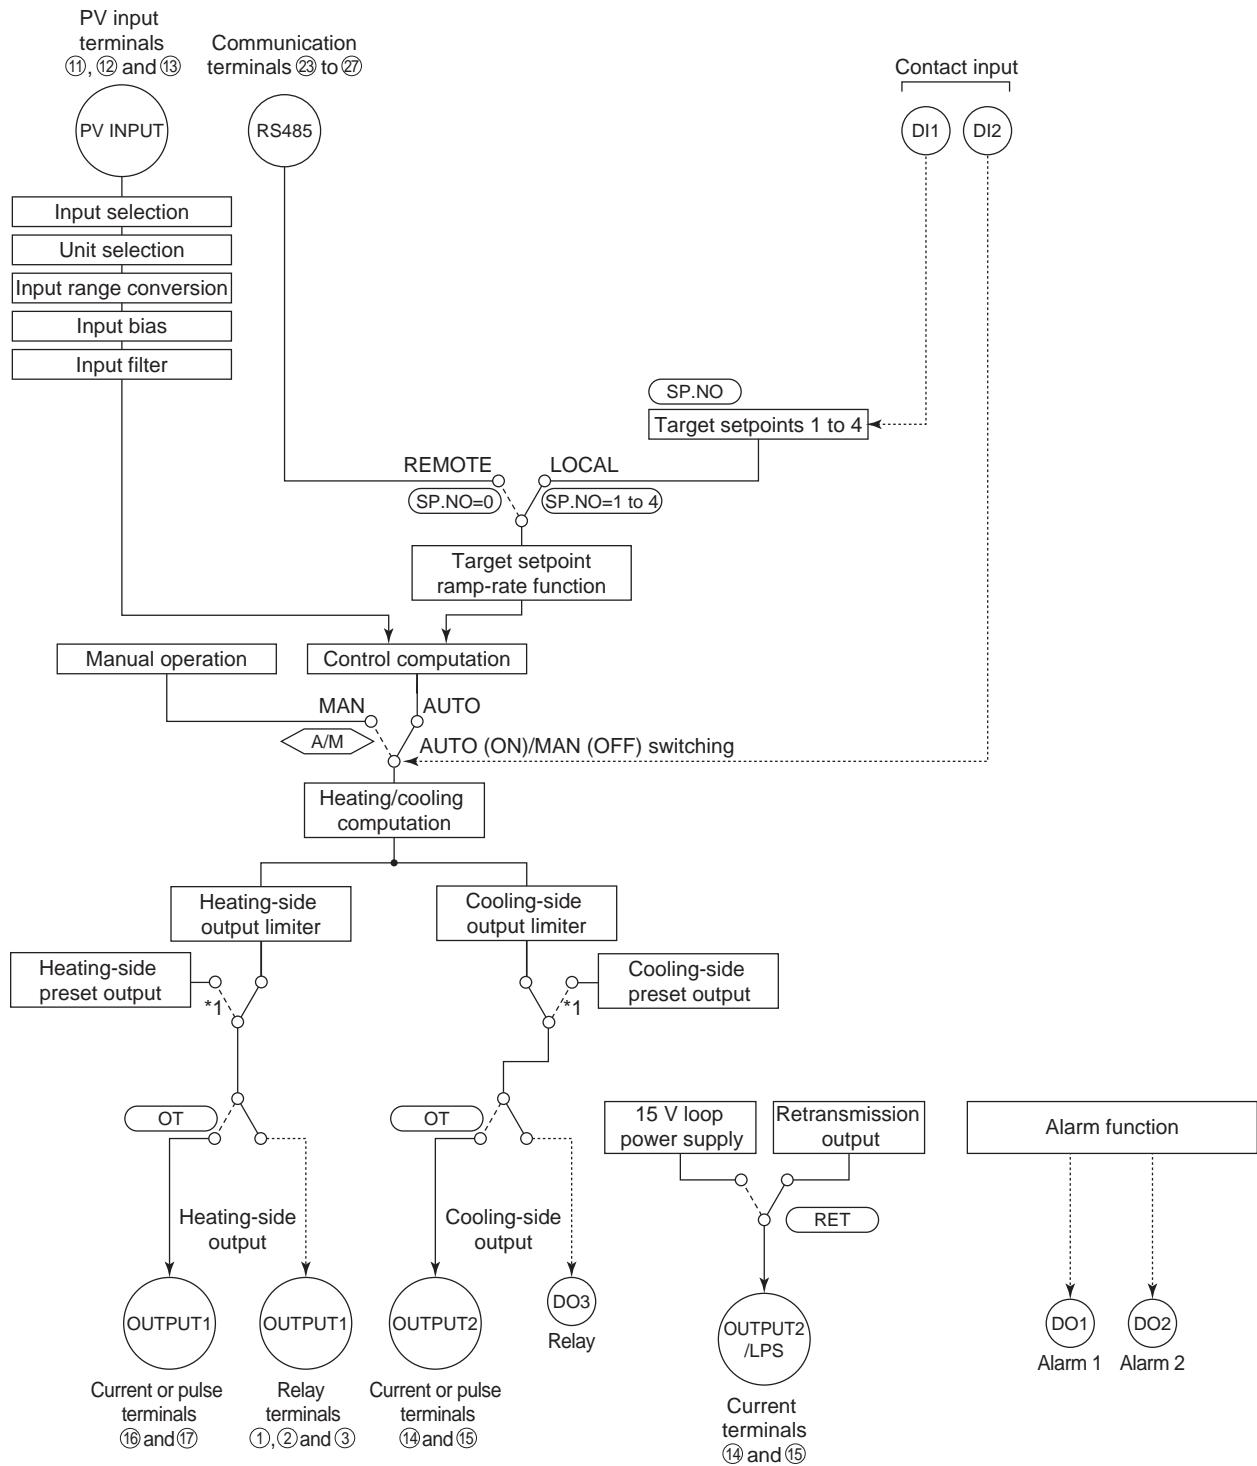 PV input
terminals
⑪, ⑫ and ⑬
Communication
terminals ㉓ to ㉗
Contact input
PV INPUT
RS485
DI1
DI2
Input selection
Unit selection
Input range conversion
Input bias
Input filter
SP.NO
Target setpoints 1 to 4
REMOTE
LOCAL
SP.NO=0
SP.NO=1 to 4
Target setpoint
ramp-rate function
Manual operation
Control computation
MAN
AUTO
A/M
AUTO (ON)/MAN (OFF) switching
Heating/cooling
computation
Heating-side
output limiter
Cooling-side
output limiter
Heating-side
preset output
*1
*1
Cooling-side
preset output
OT
OT
15 V loop
power supply
Retransmission
output
Alarm function
Heating-side
output
Cooling-side
output
RET
OUTPUT1
OUTPUT1
OUTPUT2
DO3
Relay
OUTPUT2
/LPS
DO1
DO2
Alarm 1
Alarm 2
Current or pulse
terminals
⑯ and ⑰
Relay
terminals
①, ② and ③
Current or pulse
terminals
⑭ and ⑮
Current
terminals
⑭ and ⑮